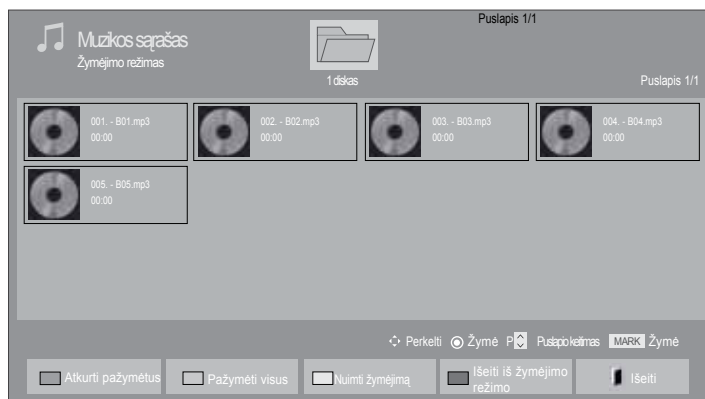 Puslapis 1/1
Muzikos sąrašas
Žymėjimo režimas
1 diskas
Puslapis 1/1
001. - B01.mp3
00:00
002. - B02.mp3
00:00
003. - B03.mp3
00:00
004. - B04.mp3
00:00
005. - B05.mp3
00:00
Perkelti Žymė P Puslapio keitimas MARK Žymė
Atkurti pažymėtus Pažymėti visus Nuimti žymėjimą Išeiti iš žymėjimo režimo Išeiti